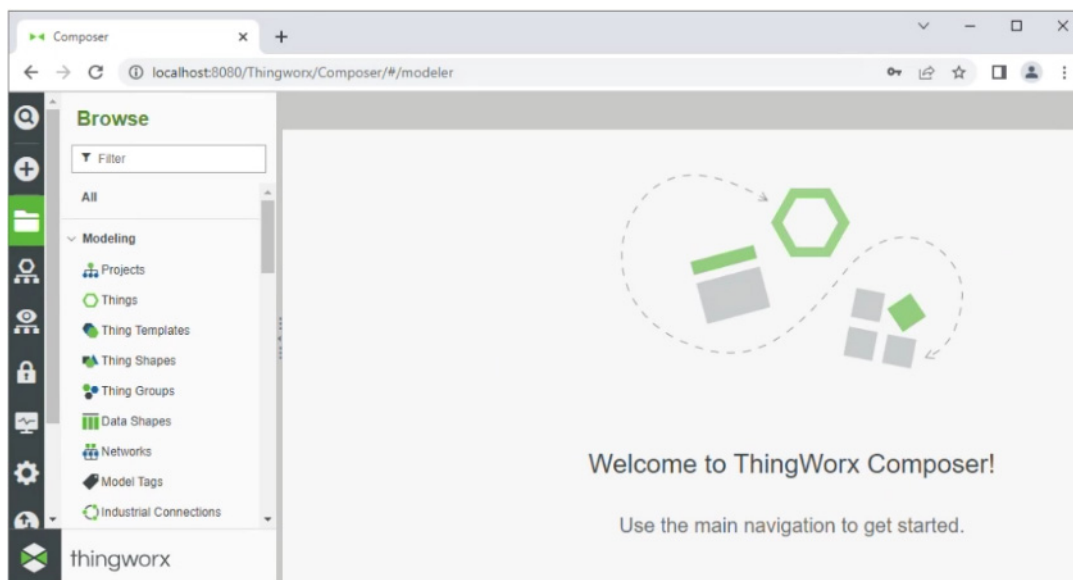 Composer
localhost:8080/Thingworx/Composer/#/modeler
Browse
Filter
All
Modeling
Projects
Things
Thing Templates
Thing Shapes
Thing Groups
Data Shapes
Networks
Model Tags
Industrial Connections
thingworx
Welcome to ThingWorx Composer!
Use the main navigation to get started.